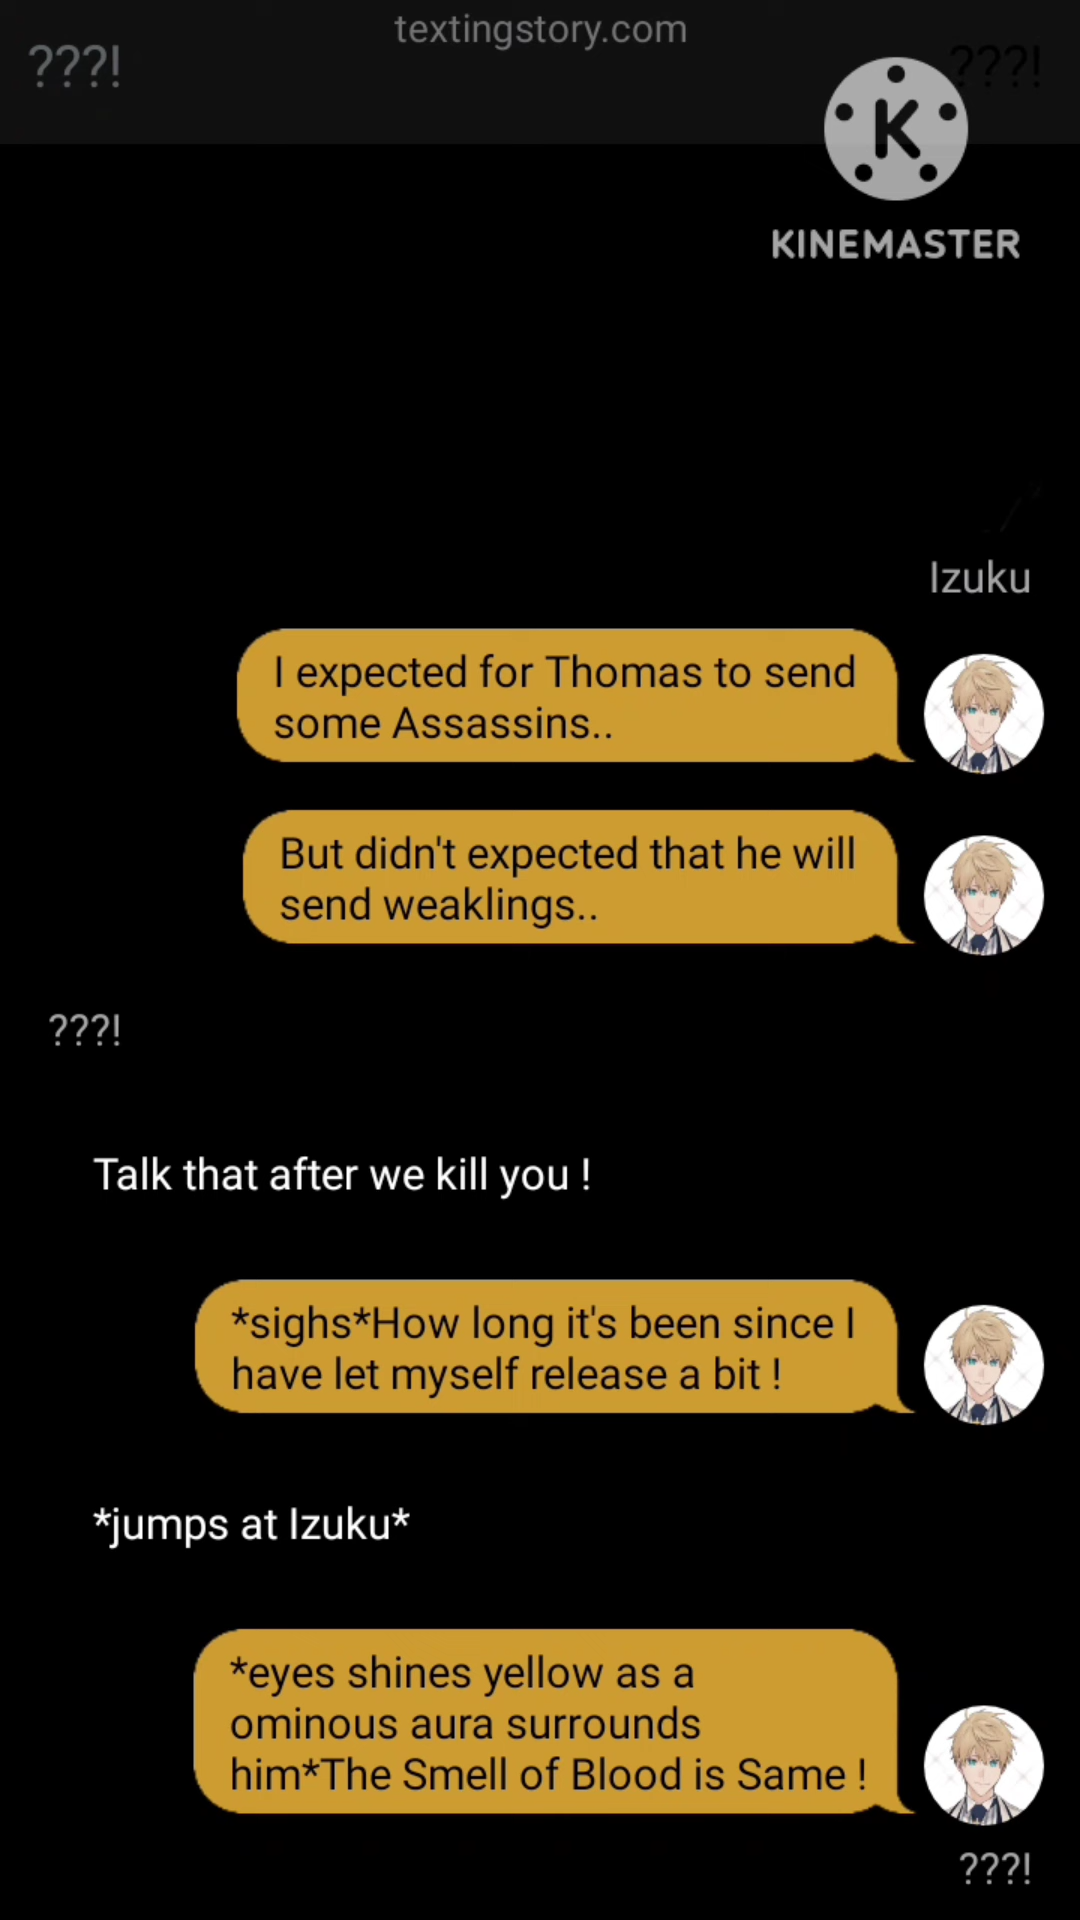 textingstory.com
???!
???!
K
KINEMASTER
Izuku
I expected for Thomas to send
some Assassins..
But didn't expected that he will
send weaklings..
???!
Talk that after we kill you !
*sighs*How long it's been since I
have let myself release a bit !
*jumps at Izuku*
*eyes shines yellow as a
ominous aura surrounds
him*The Smell of Blood is Same !
???!